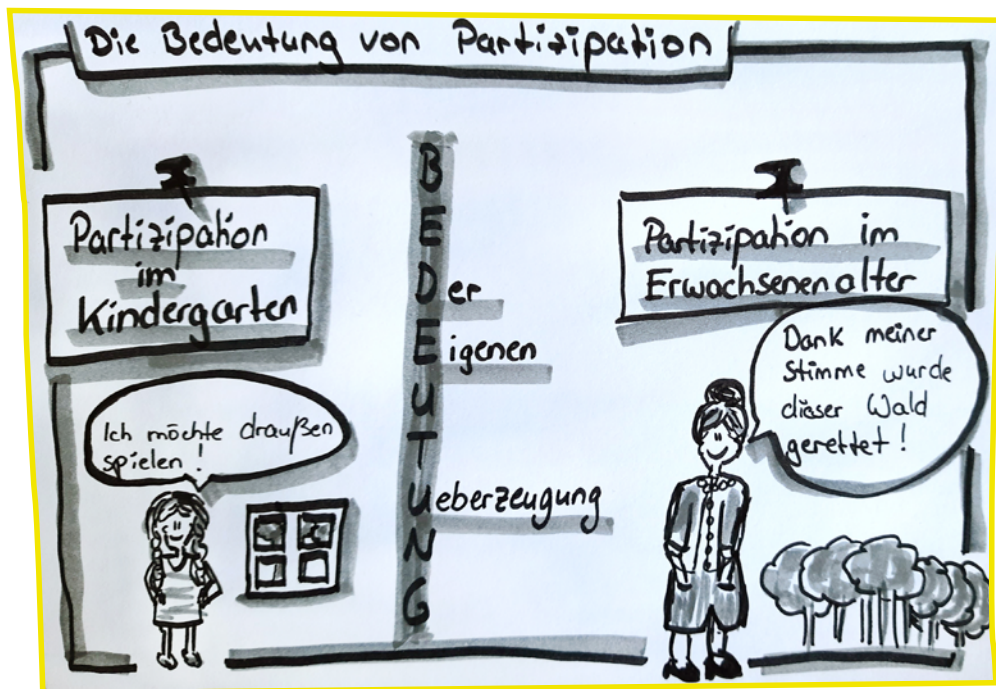 Die Bedeutung von Partizipation
Partizipation
im
Kindergarten
Ich möchte draußen
spielen!
B
E
Der
Eigenen
U
T
Ueberzeugung
N
G
Partizipation im
Erwachsenenalter
Dank meiner
Stimme wurde
dieser Wald
gerettet!